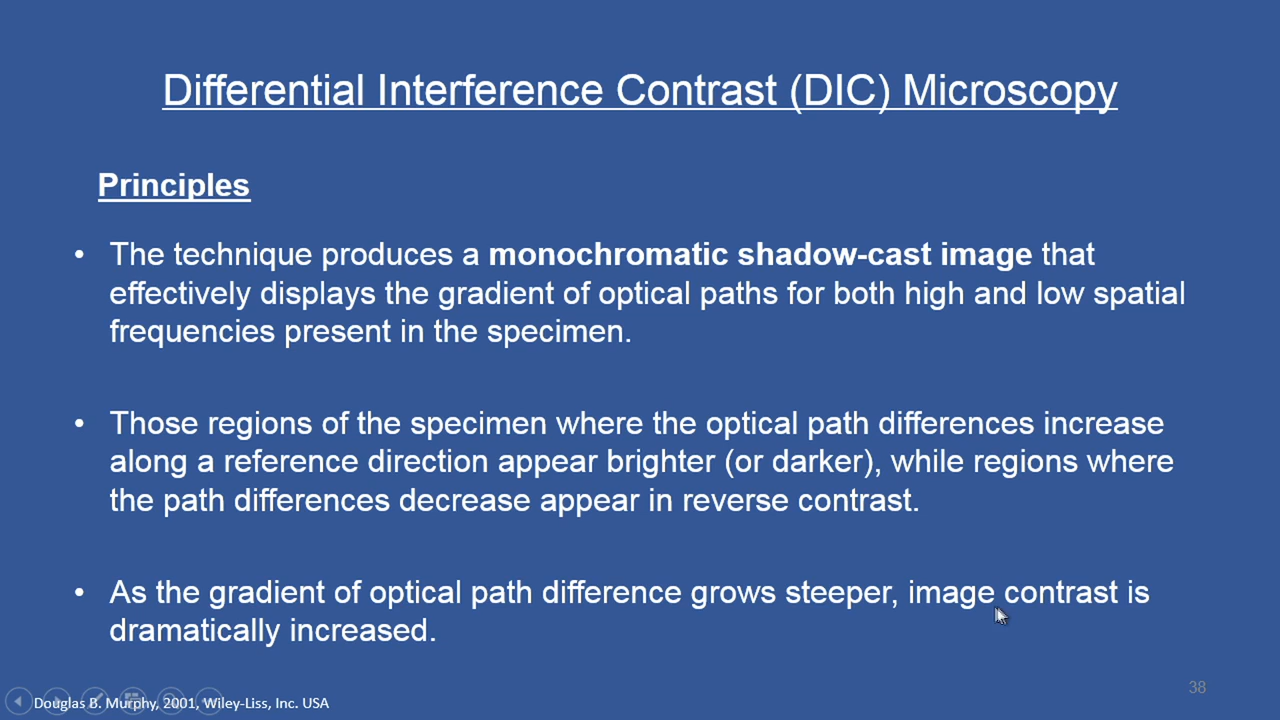 Differential Interference Contrast (DIC) Microscopy
Principles
• The technique produces a monochromatic shadow-cast image that
effectively displays the gradient of optical paths for both high and low spatial
frequencies present in the specimen.
• Those regions of the specimen where the optical path differences increase
along a reference direction appear brighter (or darker), while regions where
the path differences decrease appear in reverse contrast.
• As the gradient of optical path difference grows steeper, image contrast is
dramatically increased.
Douglas B. Murphy, 2001, Wiley-Liss, Inc. USA
38